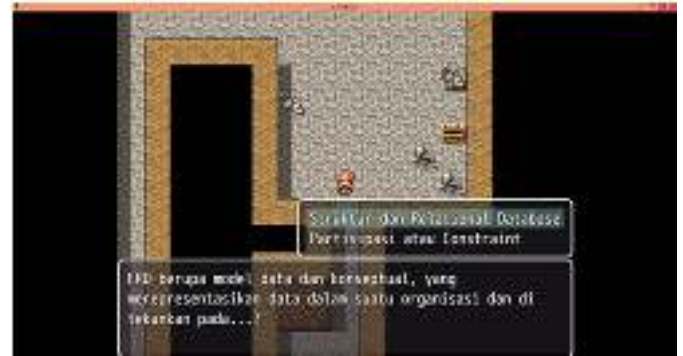 Struktur dan Relasional Database
Partisipasi atau Constraint
ERD berupa model data dan konseptual, yang
merepresentasikan data dalam suatu organisasi dan di
tekankan pada...?